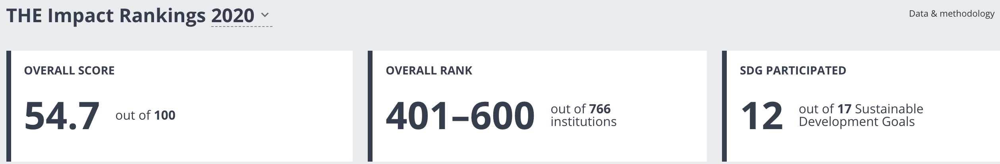 THE Impact Rankings 2020
Data & methodology
OVERALL SCORE
54.7 out of 100
OVERALL RANK
401–600 out of 766
institutions
SDG PARTICIPATED
12 out of 17 Sustainable
Development Goals